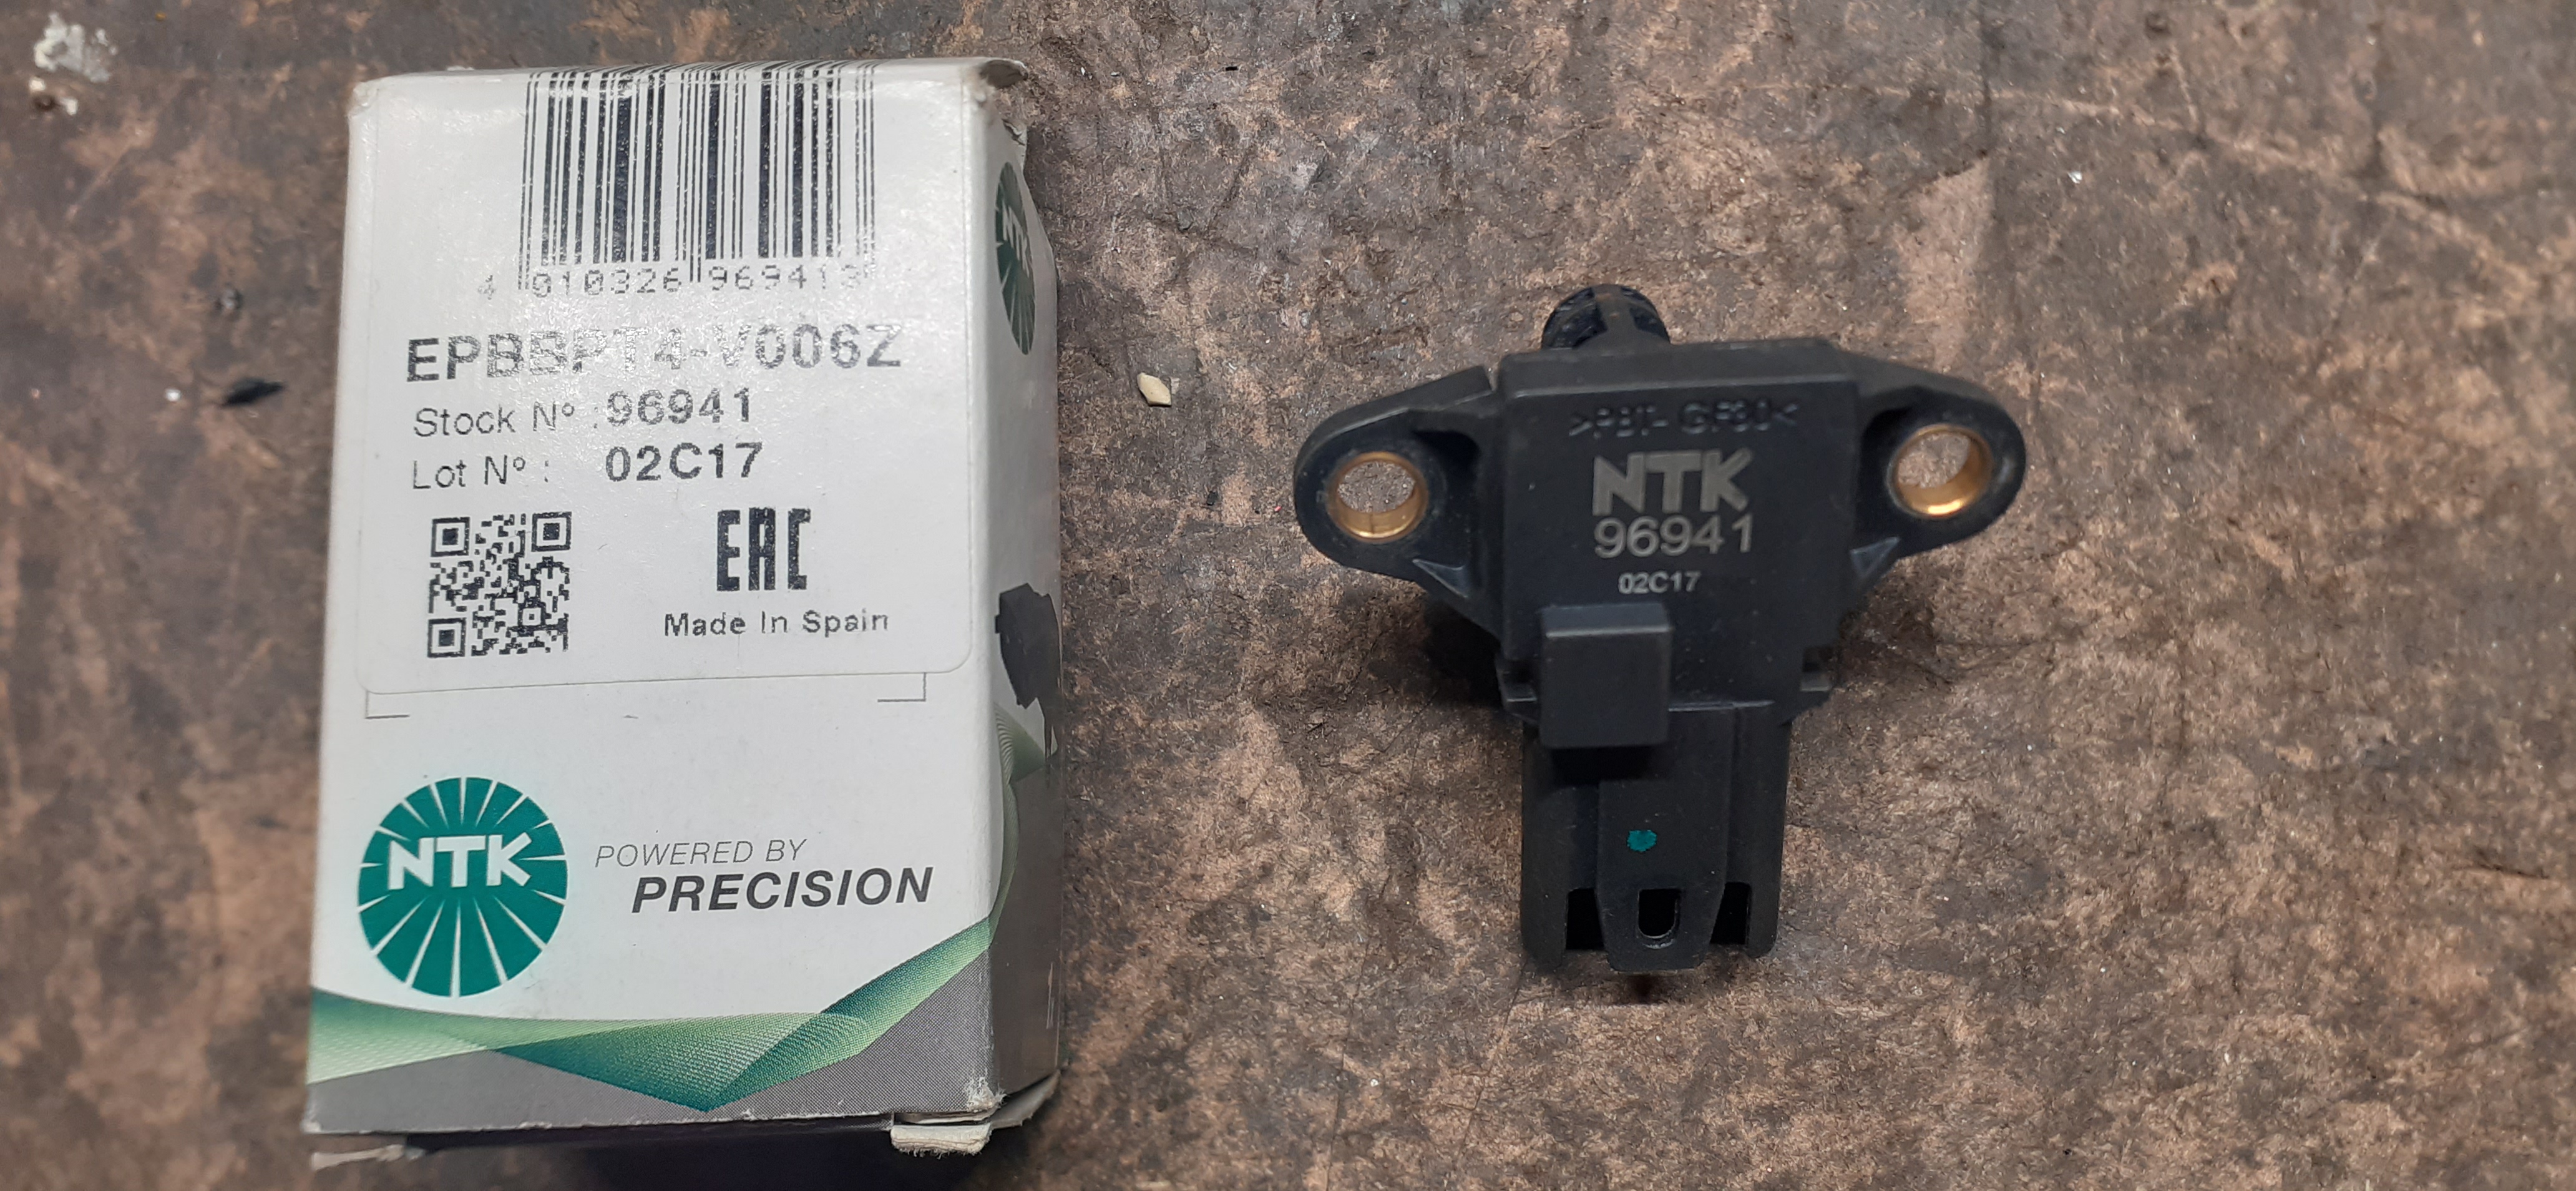 4 010326 969413
EPBBPT4-V006Z
Stock Nº : 96941
Lot Nº : 02C17
EAC
Made In Spain
NTK
POWERED BY
PRECISION
NTK
>PBT-GF30<
NTK
96941
02C17